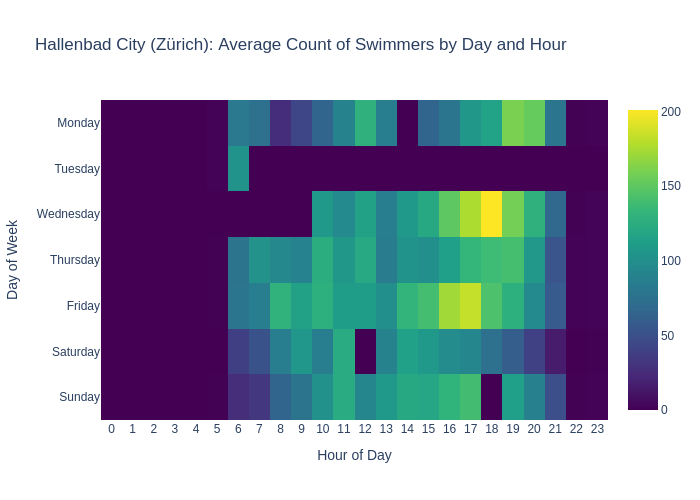 Hallenbad City (Zürich): Average Count of Swimmers by Day and Hour
Monday
Tuesday
Wednesday
Thursday
Friday
Saturday
Sunday
Day of Week
0 1 2 3 4 5 6 7 8 9 10 11 12 13 14 15 16 17 18 19 20 21 22 23
Hour of Day
200
150
100
50
0